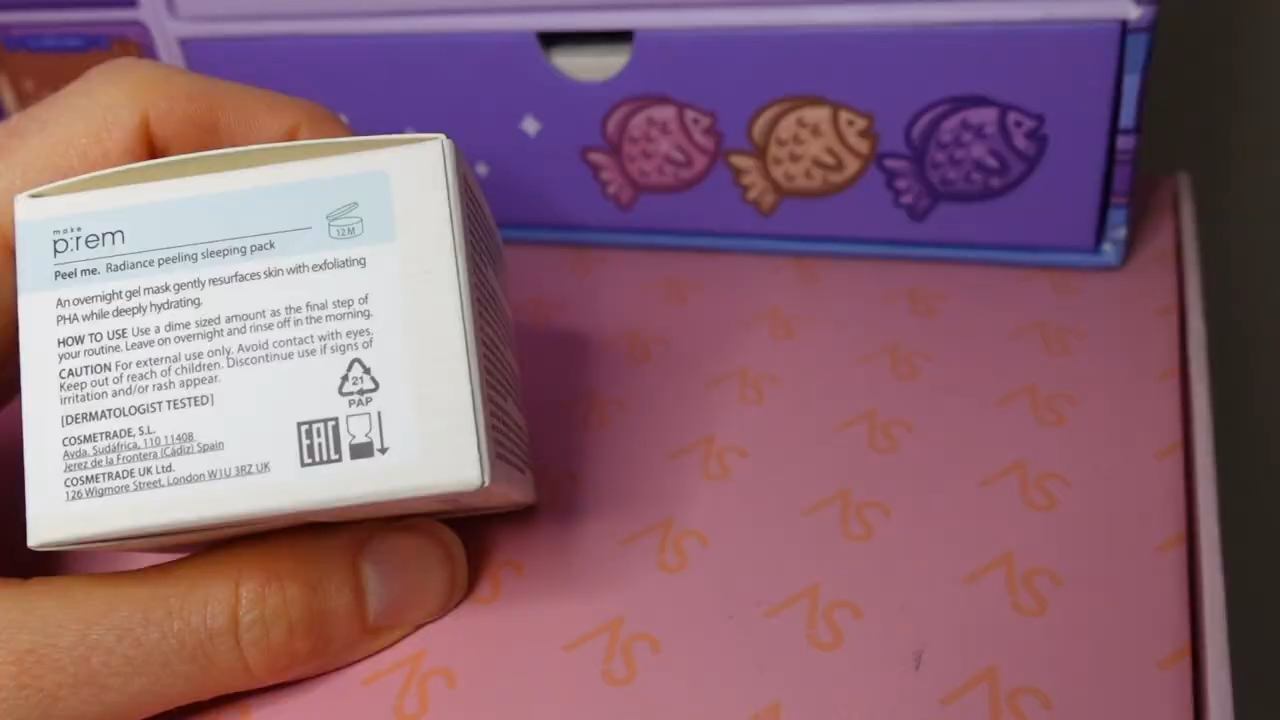 make
p:rem
12M
Peel me. Radiance peeling sleeping pack
An overnight gel mask gently resurfaces skin with exfoliating
PHA while deeply hydrating.
HOW TO USE Use a dime sized amount as the final step of
your routine. Leave on overnight and rinse off in the morning.
CAUTION For external use only. Avoid contact with eyes.
Keep out of reach of children. Discontinue use if signs of
irritation and/or rash appear.
[DERMATOLOGIST TESTED]
21
PAP
COSMETRADE, S.L.
Avda. Sudáfrica, 110 11408
Jerez de la Frontera (Cádiz) Spain
COSMETRADE UK Ltd.
126 Wigmore Street, London W1U 3RZ UK
EAC